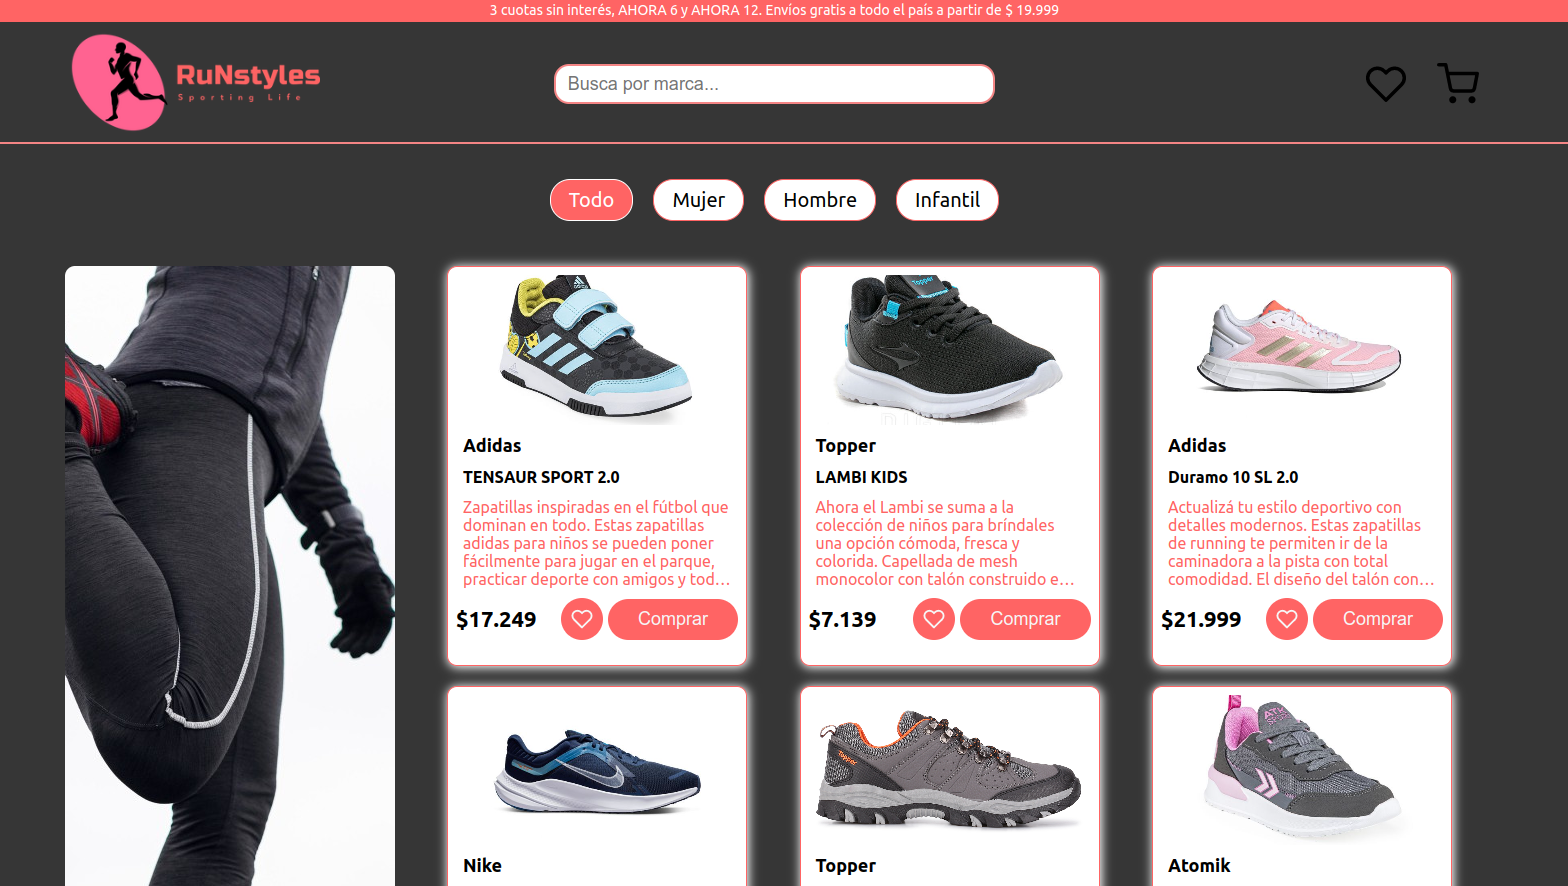 3 cuotas sin interés, AHORA 6 y AHORA 12. Envíos gratis a todo el país a partir de $ 19.999
RuNstyles
Sporting Life
Busca por marca...
Todo
Mujer
Hombre
Infantil
Adidas
TENSAUR SPORT 2.0
Zapatillas inspiradas en el fútbol que
dominan en todo. Estas zapatillas
adidas para niños se pueden poner
fácilmente para jugar en el parque,
practicar deporte con amigos y tod…
$17.249
Comprar
Topper
Topper
LAMBI KIDS
Ahora el Lambi se suma a la
colección de niños para bríndales
una opción cómoda, fresca y
colorida. Capellada de mesh
monocolor con talón construido e…
$7.139
Comprar
Adidas
Duramo 10 SL 2.0
Actualizá tu estilo deportivo con
detalles modernos. Estas zapatillas
de running te permiten ir de la
caminadora a la pista con total
comodidad. El diseño del talón con…
$21.999
Comprar
Nike
Topper
Topper
Atomik